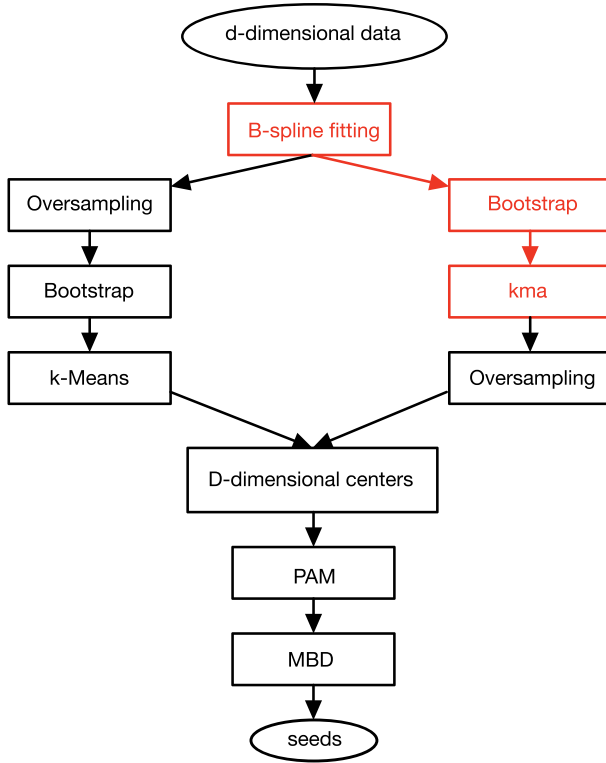 d-dimensional data
B-spline fitting
Oversampling
Bootstrap
Bootstrap
kma
k-Means
Oversampling
D-dimensional centers
PAM
MBD
seeds